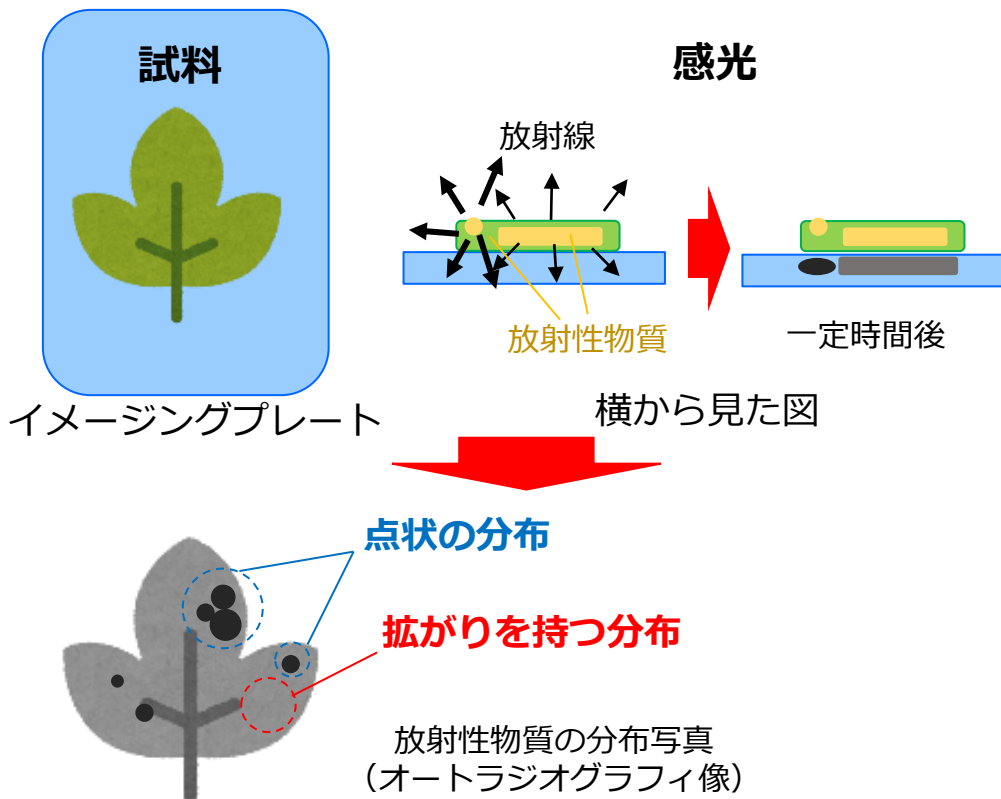 試料
感光
放射線
放射性物質
一定時間後
イメージングプレート
横から見た図
点状の分布
拡がりを持つ分布
放射性物質の分布写真
（オートラジオグラフィ像）